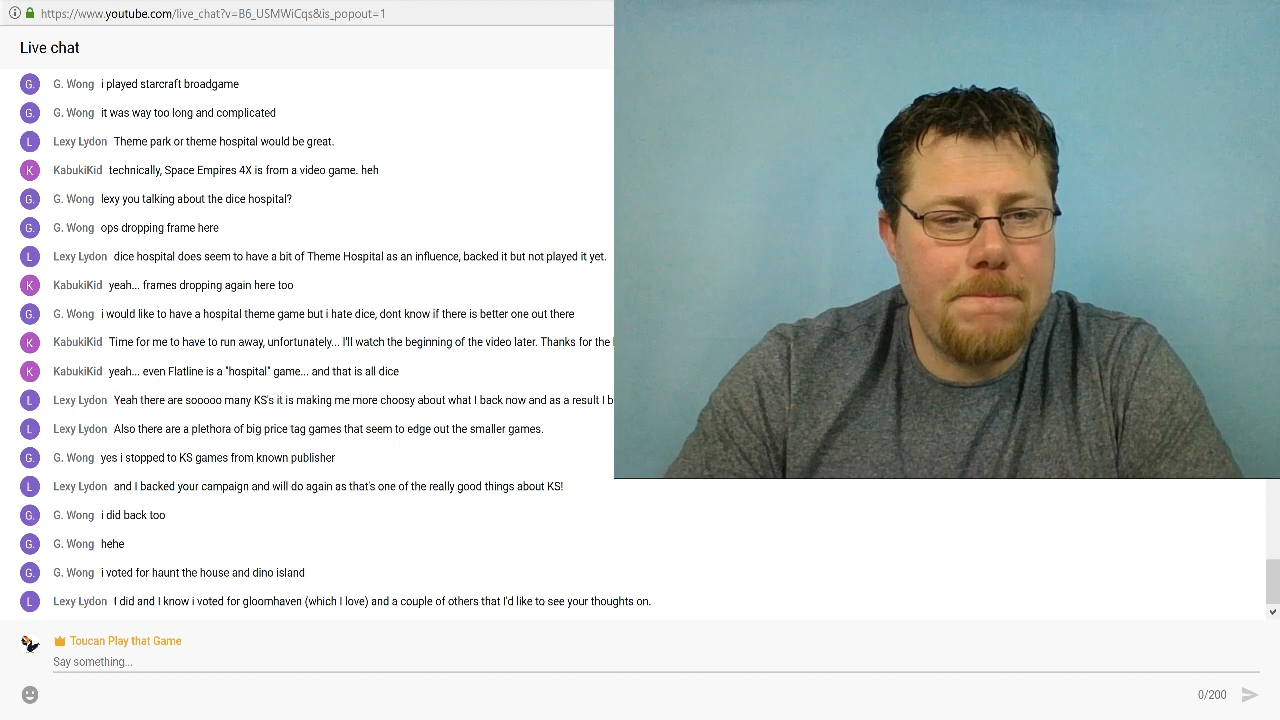 https://www.youtube.com/live_chat?v=B6_USMWiCqs&is_popout=1
Live chat
G. G. Wong i played starcraft broadgame
G. G. Wong it was way too long and complicated
L Lexy Lydon Theme park or theme hospital would be great.
K KabukiKid technically, Space Empires 4X is from a video game. heh
G. G. Wong lexy you talking about the dice hospital?
G. G. Wong ops dropping frame here
L Lexy Lydon dice hospital does seem to have a bit of Theme Hospital as an influence, backed it but not played it yet.
K KabukiKid yeah... frames dropping again here too
G. G. Wong i would like to have a hospital theme game but i hate dice, dont know if there is better one out there
K KabukiKid Time for me to have to run away, unfortunately... I'll watch the beginning of the video later. Thanks for the
K KabukiKid yeah... even Flatline is a "hospital" game... and that is all dice
L Lexy Lydon Yeah there are sooooo many KS's it is making me more choosy about what I back now and as a result I b
L Lexy Lydon Also there are a plethora of big price tag games that seem to edge out the smaller games.
G. G. Wong yes i stopped to KS games from known publisher
L Lexy Lydon and I backed your campaign and will do again as that's one of the really good things about KS!
G. G. Wong i did back too
G. G. Wong hehe
G. G. Wong i voted for haunt the house and dino island
L Lexy Lydon I did and I know i voted for gloomhaven (which I love) and a couple of others that I'd like to see your thoughts on.
Toucan Play that Game
Say something...
0/200